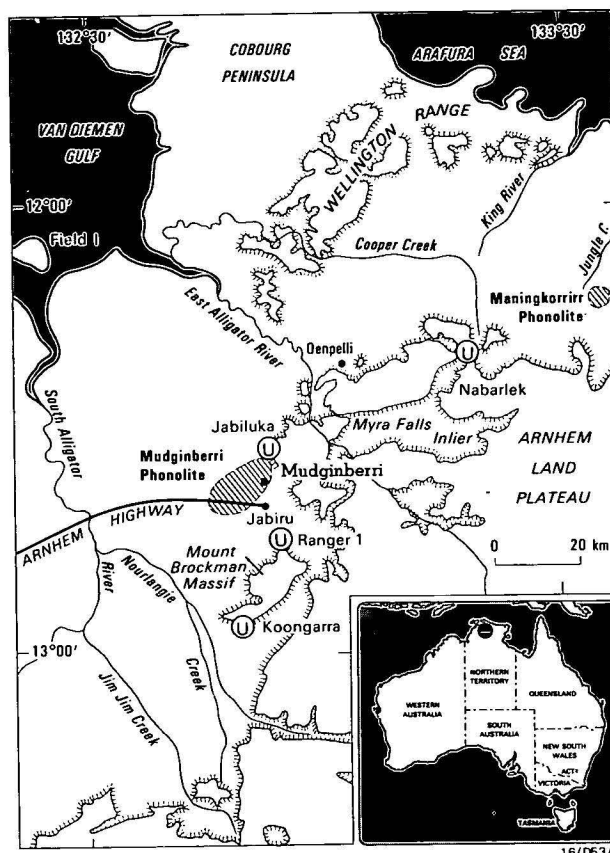 132°30'
133°30'
COBOURG
PENINSULA
ARAFURA SEA
VAN DIEMEN
GULF
RANGE
WELLINGTON
King River
12°00'
Field I
Cooper Creek
Jungle C.
East Alligator River
Maningkorrirr
Phonolite
Oenpelli
U
Nabarlek
South Alligator
River
Jabiluka
U
Myra Falls
Inlier
Mudginberri
Phonolite
Mudginberri
ARNHEM
LAND
PLATEAU
ARNHEM HIGHWAY
Jabiru
U
Ranger 1
0 20 km
Nourlangie
Creek
Mount
Brockman
Massif
U
Koongarra
13°00'
Jim Jim Creek
NORTHERN
TERRITORY
QUEENSLAND
WESTERN
AUSTRALIA
SOUTH
AUSTRALIA
NEW SOUTH
WALES
ACT
VICTORIA
TASMANIA